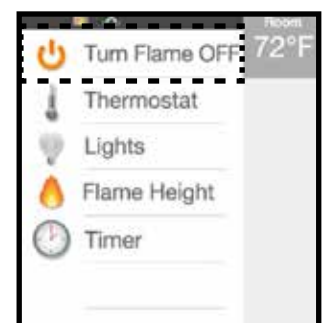 Room
Turn Flame OFF
72°F
Thermostat
Lights
Flame Height
Timer